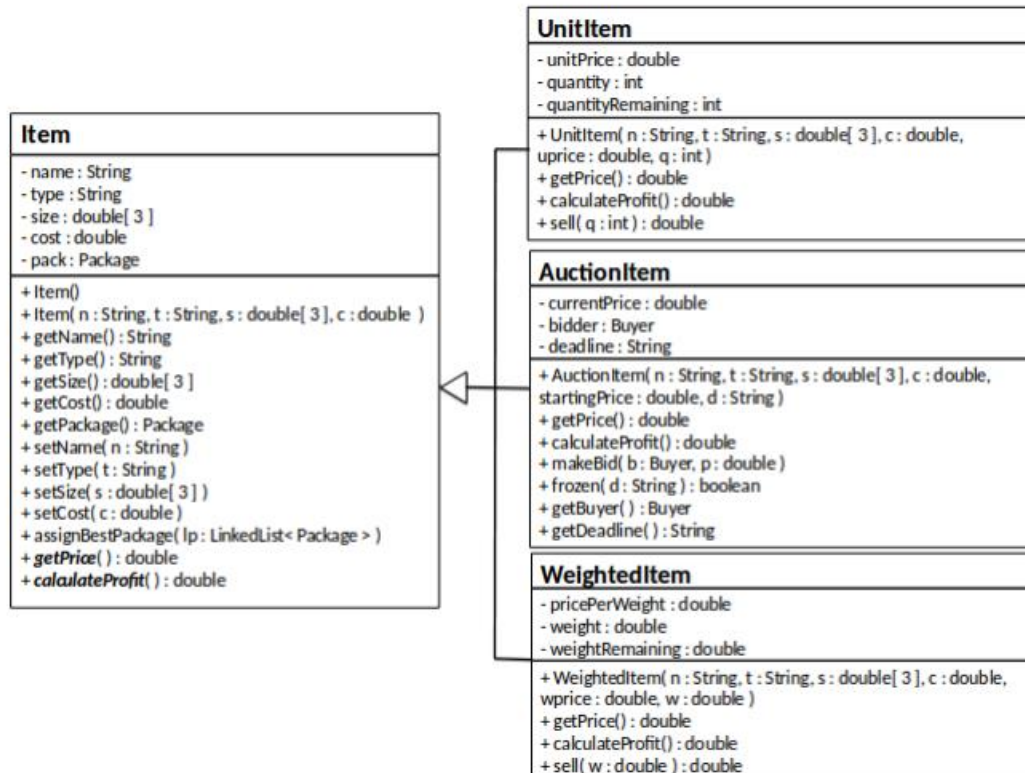 Item
- name : String
- type : String
- size : double[ 3 ]
- cost : double
- pack : Package
+ Item()
+ Item( n : String, t : String, s : double[ 3 ], c : double )
+ getName() : String
+ getType() : String
+ getSize() : double[ 3 ]
+ getCost() : double
+ getPackage() : Package
+ setName( n : String )
+ setType( t : String )
+ setSize( s : double[ 3 ] )
+ setCost( c : double )
+ assignBestPackage( lp : LinkedList< Package > )
+ getPrice( ) : double
+ calculateProfit( ) : double
UnitItem
- unitPrice : double
- quantity : int
- quantityRemaining : int
+ UnitItem( n : String, t : String, s : double[ 3 ], c : double,
uprice : double, q : int )
+ getPrice() : double
+ calculateProfit() : double
+ sell( q : int ) : double
AuctionItem
- currentPrice : double
- bidder : Buyer
- deadline : String
+ AuctionItem( n : String, t : String, s : double[ 3 ], c : double,
startingPrice : double, d : String )
+ getPrice() : double
+ calculateProfit() : double
+ makeBid( b : Buyer, p : double )
+ frozen( d : String ) : boolean
+ getBuyer( ) : Buyer
+ getDeadline( ) : String
WeightedItem
- pricePerWeight : double
- weight : double
- weightRemaining : double
+ WeightedItem( n : String, t : String, s : double[ 3 ], c : double,
wprice : double, w : double )
+ getPrice() : double
+ calculateProfit() : double
+ sell( w : double ) : double